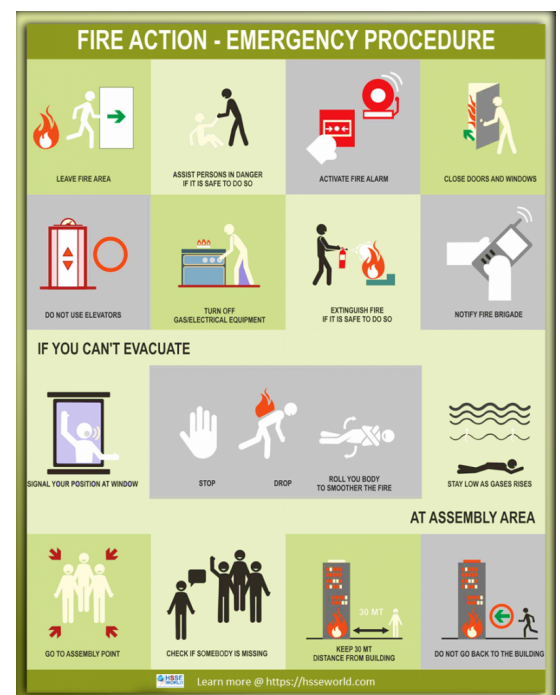 FIRE ACTION - EMERGENCY PROCEDURE
LEAVE FIRE AREA
ASSIST PERSONS IN DANGER
IF IT IS SAFE TO DO SO
ACTIVATE FIRE ALARM
CLOSE DOORS AND WINDOWS
DO NOT USE ELEVATORS
TURN OFF
GAS/ELECTRICAL EQUIPMENT
EXTINGUISH FIRE
IF IT IS SAFE TO DO SO
NOTIFY FIRE BRIGADE
IF YOU CAN'T EVACUATE
SIGNAL YOUR POSITION AT WINDOW
STOP
DROP
ROLL YOU BODY
TO SMOOTHER THE FIRE
STAY LOW AS GASES RISES
AT ASSEMBLY AREA
GO TO ASSEMBLY POINT
CHECK IF SOMEBODY IS MISSING
30 MT
KEEP 30 MT
DISTANCE FROM BUILDING
DO NOT GO BACK TO THE BUILDING
HSSE
WORLD
Learn more @ https://hsseworld.com